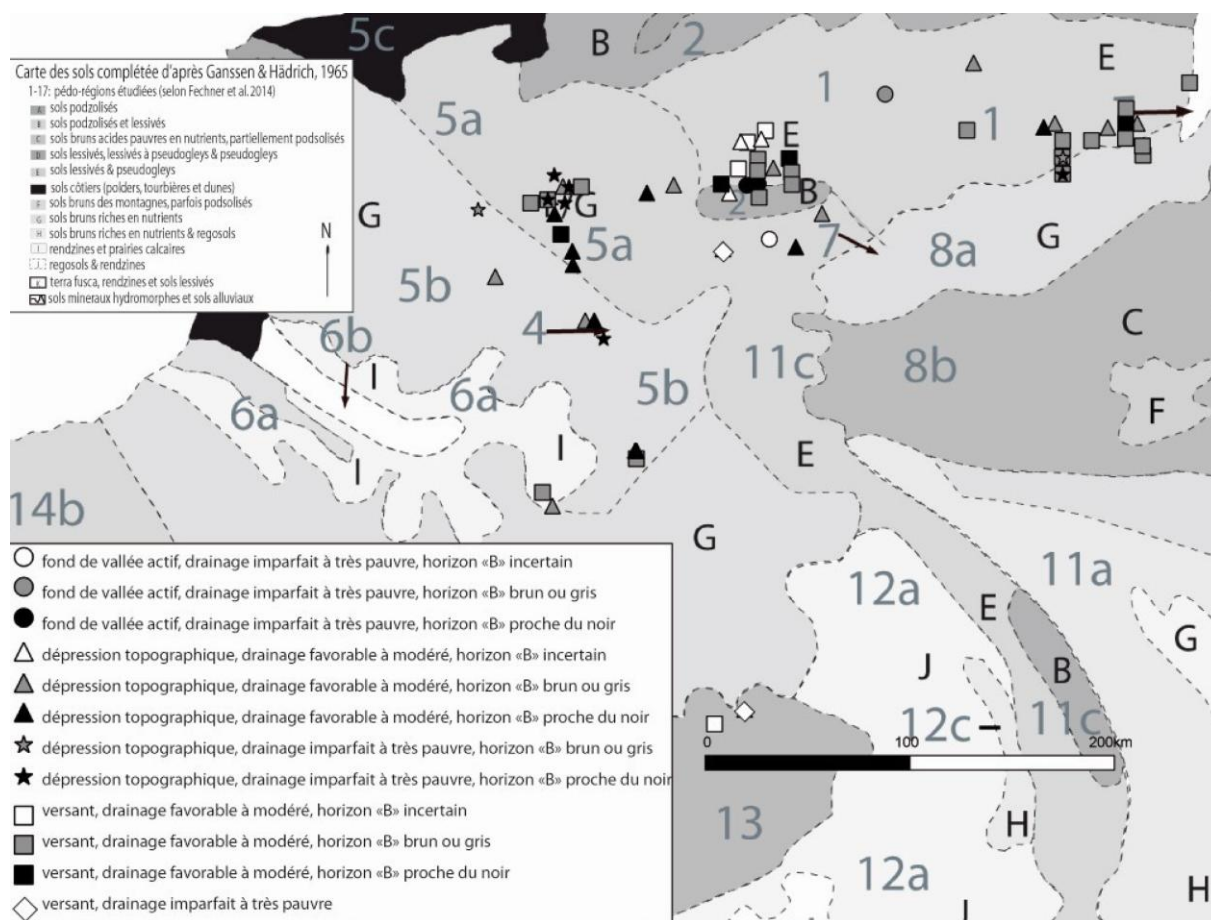 Carte des sols complétée d'après Ganssen & Hädrich, 1965
1-17: pédo-régions étudiées (selon Fechner et al. 2014)
A sols podzolisés
B sols podzolisés et lessivés
C sols bruns acides pauvres en nutrients, partiellement podsolisés
D sols lessivés, lessivés à pseudogleys & pseudogleys
E sols lessivés & pseudogleys
sols côtiers (polders, tourbières et dunes)
F sols bruns des montagnes, parfois podsolisés
G sols bruns riches en nutrients
H sols bruns riches en nutrients & regosols
I rendzines et prairies calcaires
J regosols & rendzines
K terra fusca, rendzines et sols lessivés
sols mineraux hydromorphes et sols alluviaux
N
5c
B
2
E
1
5a
1
E
G
G
2
B
7
5a
8a
G
5b
4
6b
I
11c
8b
C
F
6a
6a
5b
I
I
E
14b
G
12a
11a
E
G
J
B
12c
11c
13
H
12a
H
0
100
200km
fond de vallée actif, drainage imparfait à très pauvre, horizon «B» incertain
fond de vallée actif, drainage imparfait à très pauvre, horizon «B» brun ou gris
fond de vallée actif, drainage imparfait à très pauvre, horizon «B» proche du noir
dépression topographique, drainage favorable à modéré, horizon «B» incertain
dépression topographique, drainage favorable à modéré, horizon «B» brun ou gris
dépression topographique, drainage favorable à modéré, horizon «B» proche du noir
dépression topographique, drainage imparfait à très pauvre, horizon «B» brun ou gris
dépression topographique, drainage imparfait à très pauvre, horizon «B» proche du noir
versant, drainage favorable à modéré, horizon «B» incertain
versant, drainage favorable à modéré, horizon «B» brun ou gris
versant, drainage favorable à modéré, horizon «B» proche du noir
versant, drainage imparfait à très pauvre